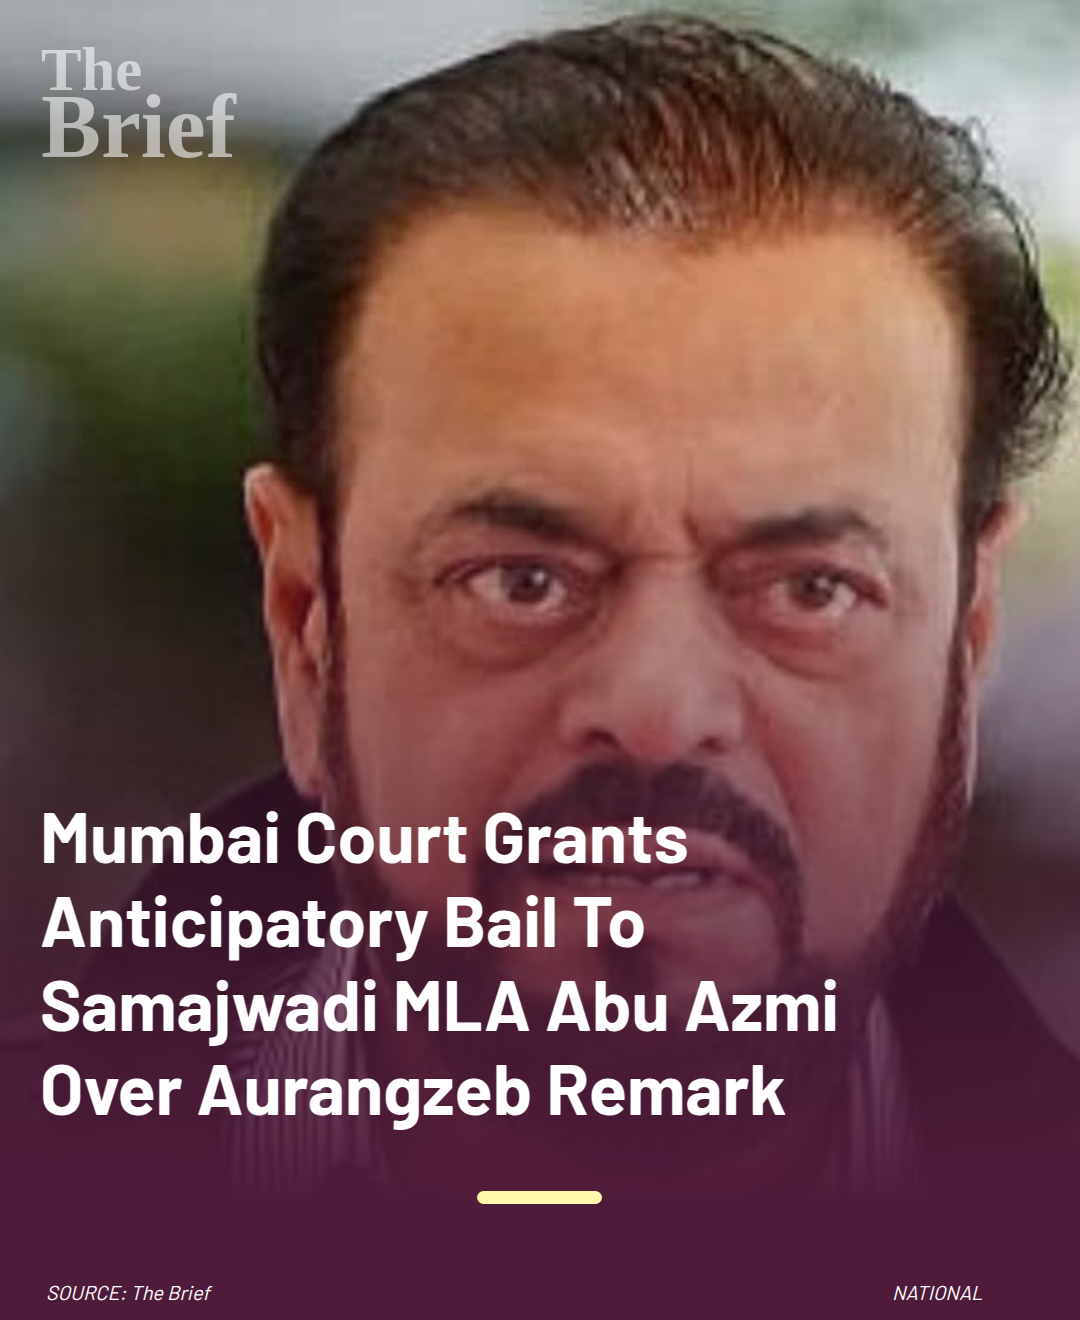 The
Brief
Mumbai Court Grants
Anticipatory Bail To
Samajwadi MLA Abu Azmi
Over Aurangzeb Remark
SOURCE: The Brief
NATIONAL